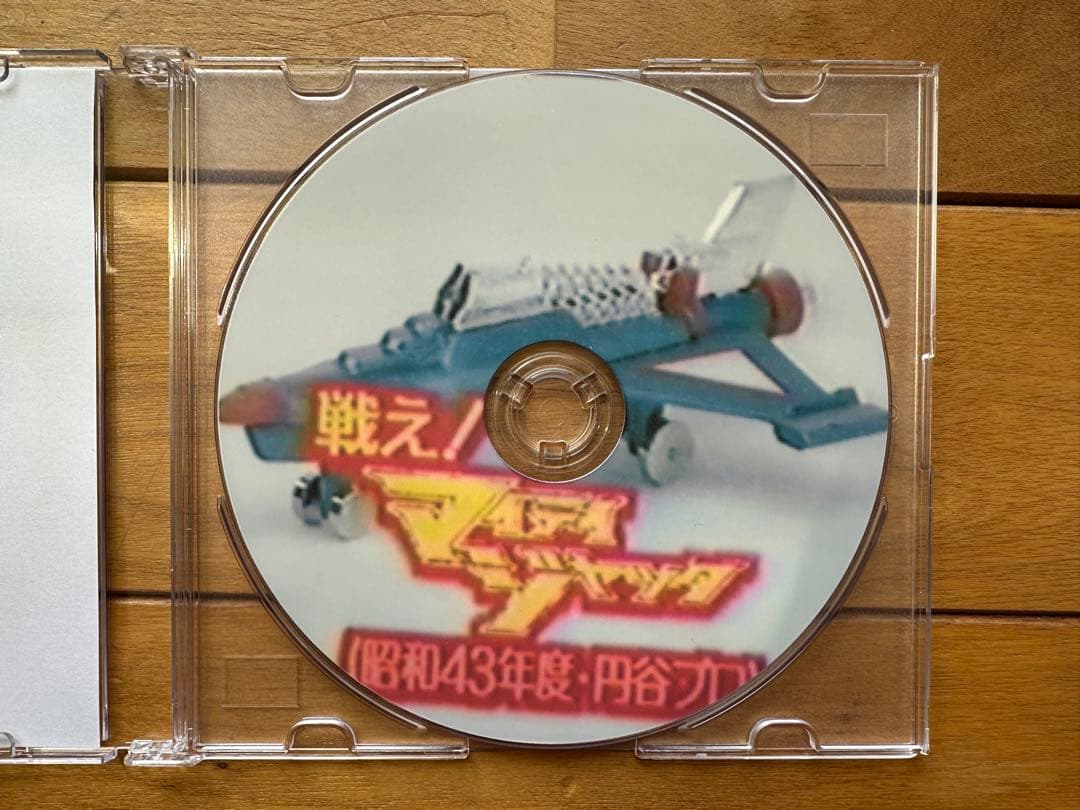 戦え!
マイティ
ジャック
(昭和43年度・円谷プロ)